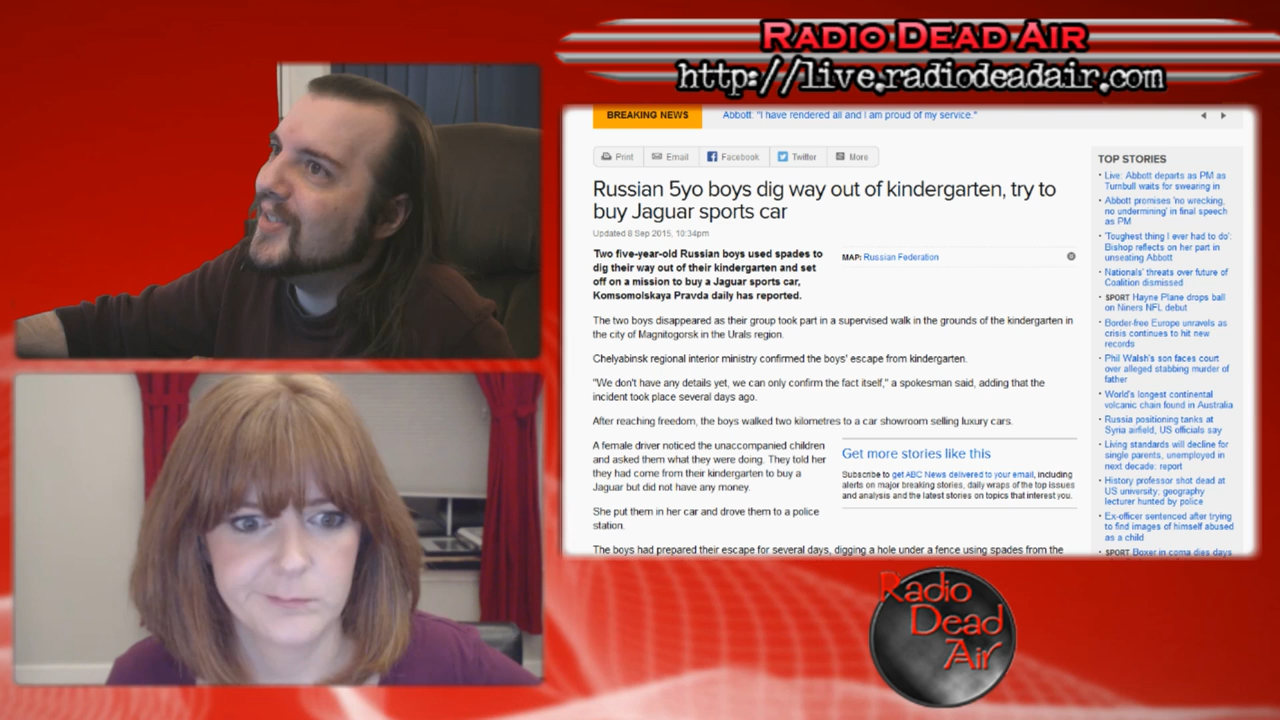 RADIO DEAD AIR
http://live.radiodeadair.com
BREAKING NEWS
Abbott: "I have rendered all and I am proud of my service."
Print
Email
Facebook
Twitter
More
Russian 5yo boys dig way out of kindergarten, try to
buy Jaguar sports car
Updated 8 Sep 2015, 10:34pm
Two five-year-old Russian boys used spades to
dig their way out of their kindergarten and set
off on a mission to buy a Jaguar sports car,
Komsomolskaya Pravda daily has reported.
MAP: Russian Federation
The two boys disappeared as their group took part in a supervised walk in the grounds of the kindergarten in
the city of Magnitogorsk in the Urals region.
Chelyabinsk regional interior ministry confirmed the boys' escape from kindergarten.
"We don't have any details yet, we can only confirm the fact itself," a spokesman said, adding that the
incident took place several days ago.
After reaching freedom, the boys walked two kilometres to a car showroom selling luxury cars.
A female driver noticed the unaccompanied children
and asked them what they were doing. They told her
they had come from their kindergarten to buy a
Jaguar but did not have any money.
She put them in her car and drove them to a police
station.
The boys had prepared their escape for several days, digging a hole under a fence using spades from the
Get more stories like this
Subscribe to get ABC News delivered to your email, including
alerts on major breaking stories, daily wraps of the top issues
and analysis and the latest stories on topics that interest you.
TOP STORIES
Live: Abbott departs as PM as
Turnbull waits for swearing in
Abbott promises 'no wrecking,
no undermining' in final speech
as PM
'Toughest thing I ever had to do':
Bishop reflects on her part in
unseating Abbott
Nationals' threats over future of
Coalition dismissed
SPORT Hayne Plane drops ball
on Niners NFL debut
Border-free Europe unravels as
crisis continues to hit new
records
Phil Walsh's son faces court
over alleged stabbing murder of
father
World's longest continental
volcanic chain found in Australia
Russia positioning tanks at
Syria airfield, US officials say
Living standards will decline for
single parents, unemployed in
next decade: report
History professor shot dead at
US university; geography
lecturer hunted by police
Ex-officer sentenced after trying
to find images of himself abused
as a child
SPORT Boxer in coma dies days
Radio
Dead
Air